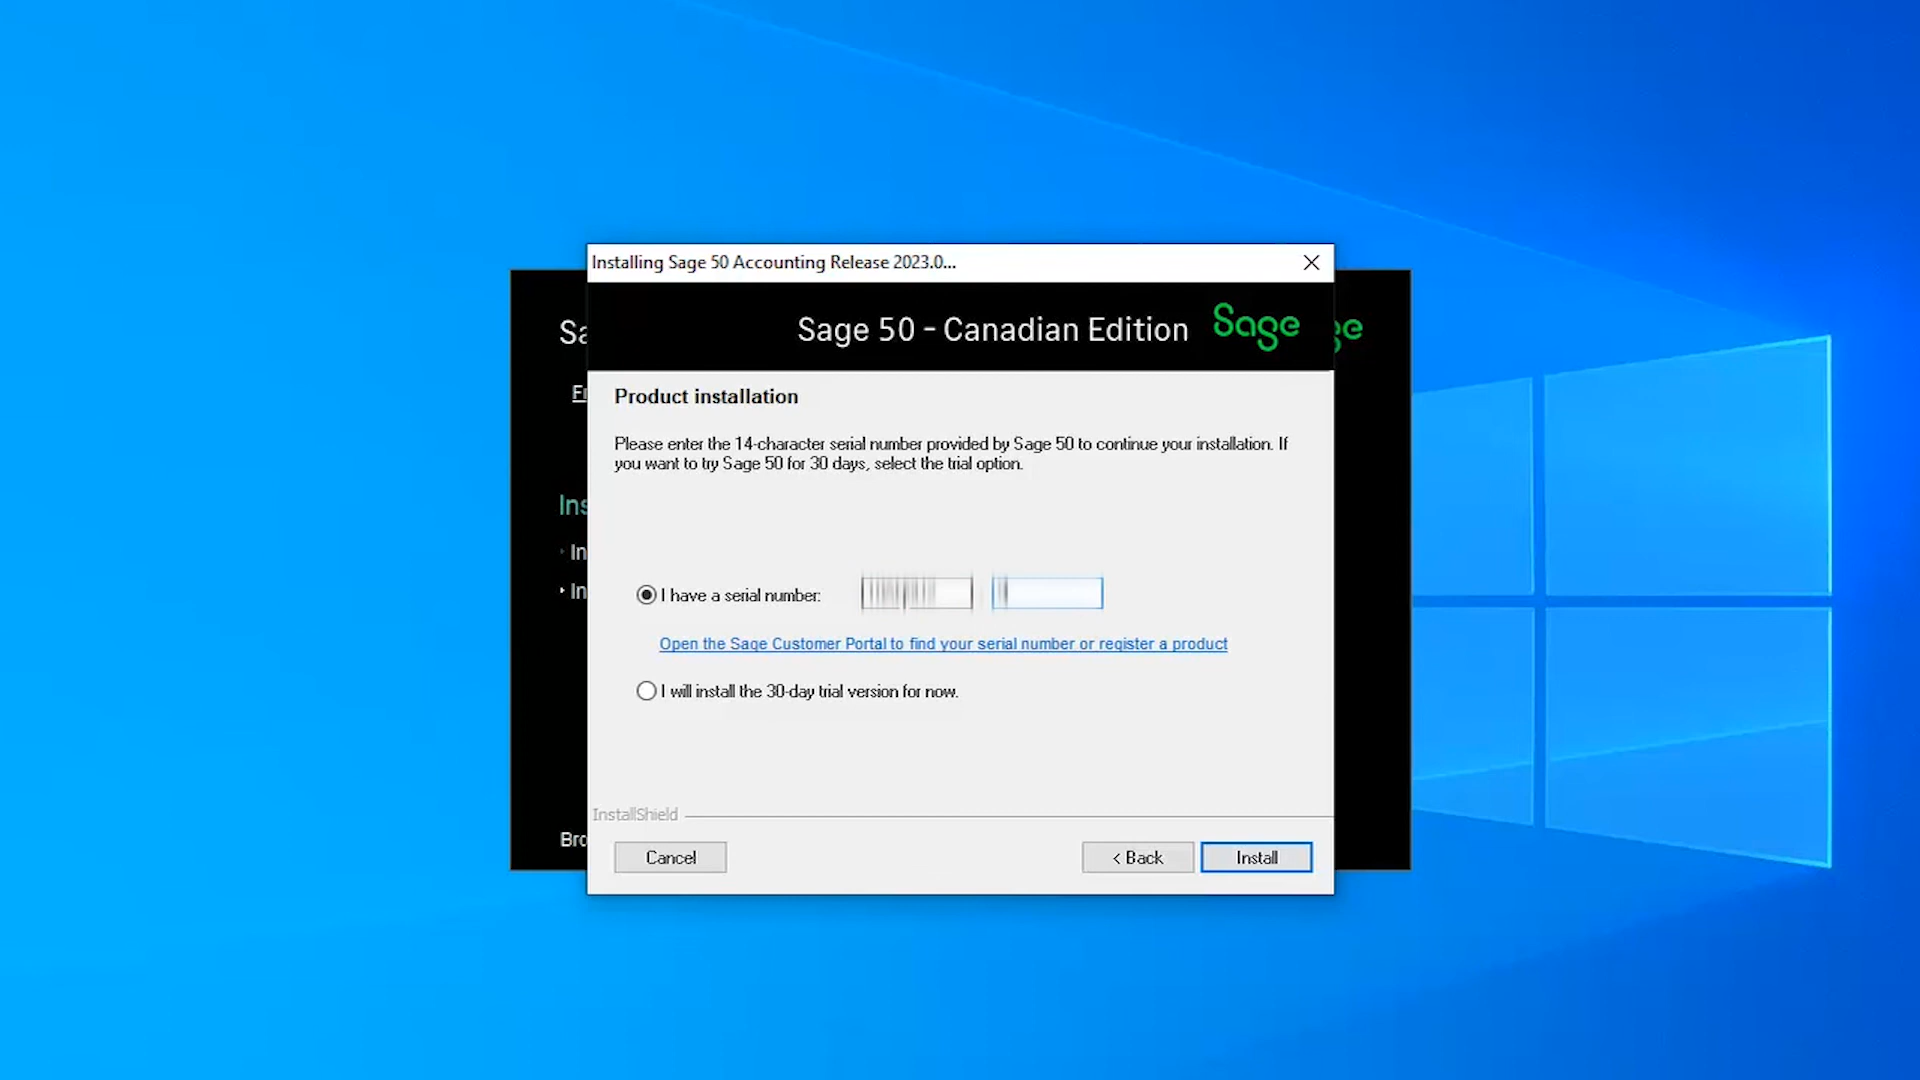 Installing Sage 50 Accounting Release 2023.0...
Sage 50 - Canadian Edition
Sage
Product installation
Please enter the 14-character serial number provided by Sage 50 to continue your installation. If
you want to try Sage 50 for 30 days, select the trial option.
I have a serial number:
Open the Sage Customer Portal to find your serial number or register a product
I will install the 30-day trial version for now.
InstallShield
Cancel
< Back
Install